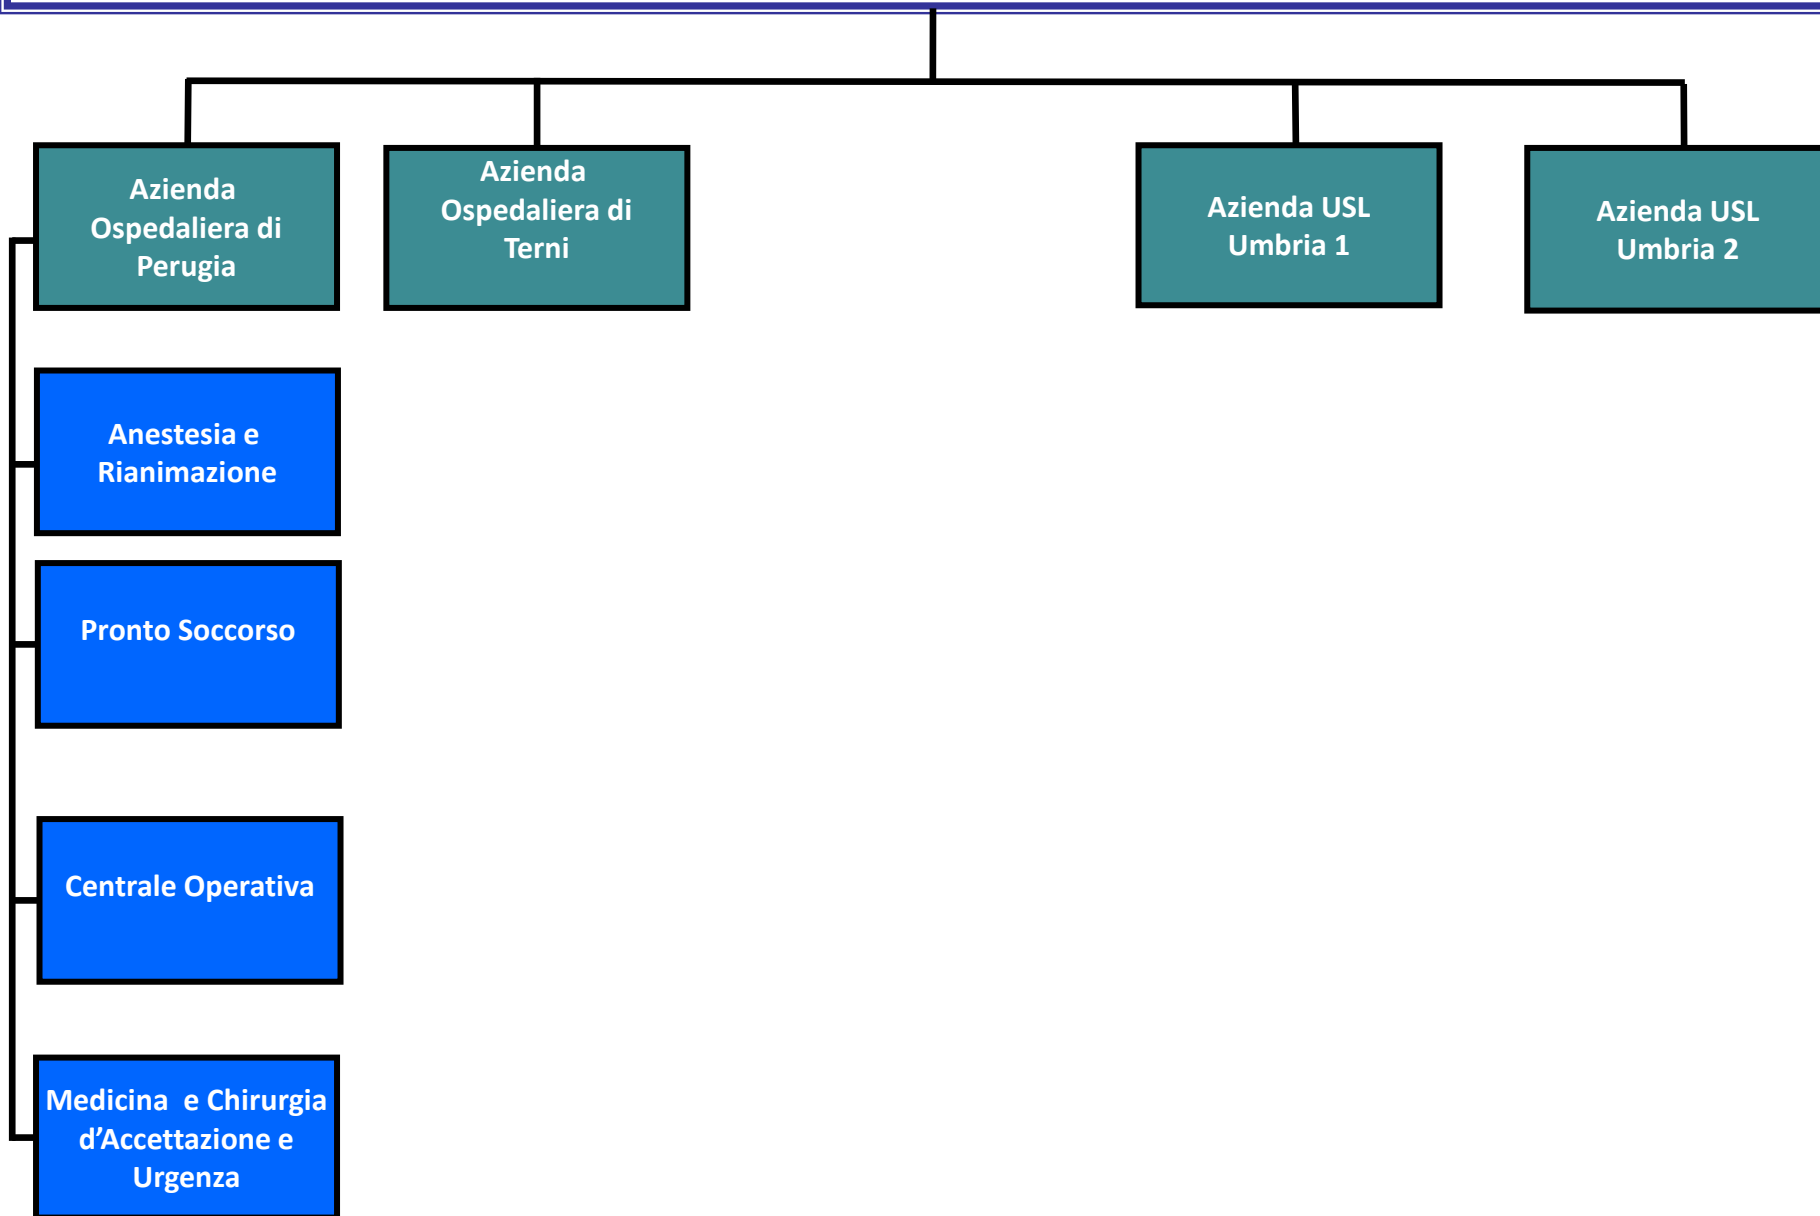 Azienda
Ospedaliera di
Perugia
Azienda
Ospedaliera di
Terni
Azienda USL
Umbria 1
Azienda USL
Umbria 2
Anestesia e
Rianimazione
Pronto Soccorso
Centrale Operativa
Medicina  e Chirurgia
d’Accettazione e
Urgenza